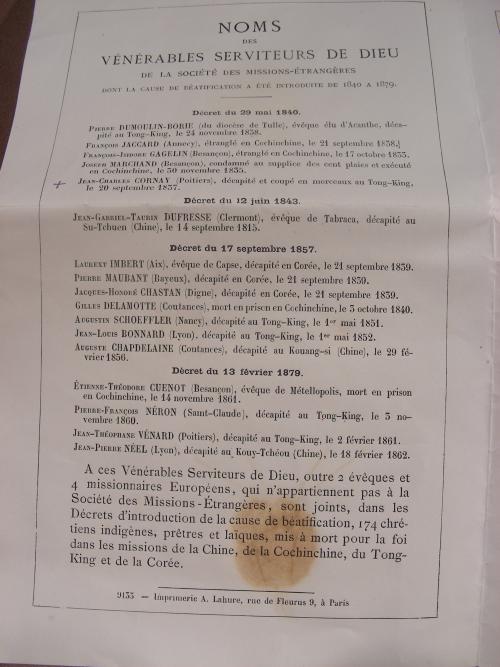 NOMS
DES
VÉNÉRABLES SERVITEURS DE DIEU
DE LA SOCIÉTÉ DES MISSIONS-ÉTRANGÈRES
DONT LA CAUSE DE BÉATIFICATION A ÉTÉ INTRODUITE DE 1840 A 1879.
Décret du 29 mai 1840.
PIERRE DUMOULIN-BORIE (du diocèse de Tulle), évêque élu d'Acanthe, déca-
pité au Tong-King, le 24 novembre 1838.
FRANÇOIS JACCARD (Annecy), étranglé en Cochinchine, le 21 septembre 1838.
FRANÇOIS-ISIDORE GAGELIN (Besançon), étranglé en Cochinchine, le 17 octobre 1833.
JOSEPH MARCHAND (Besançon), condamné au supplice des cent plaies et exécuté
en Cochinchine, le 30 novembre 1835.
+ JEAN-CHARLES CORNAY (Poitiers), décapité et coupé en morceaux au Tong-King,
le 20 septembre 1837.
Décret du 12 juin 1843.
JEAN-GABRIEL-TAURIN DUFRESSE (Clermont), évêque de Tabraca, décapité au
Su-Tchuen (Chine), le 14 septembre 1815.
Décret du 17 septembre 1857.
LAURENT IMBERT (Aix), évêque de Capse, décapité en Corée, le 21 septembre 1839.
PIERRE MAUBANT (Bayeux), décapité en Corée, le 21 septembre 1839.
JACQUES-HONORÉ CHASTAN (Digne), décapité en Corée, le 21 septembre 1839.
GILLES DELAMOTTE (Coutances), mort en prison en Cochinchine, le 3 octobre 1840.
AUGUSTIN SCHOEFFLER (Nancy), décapité au Tong-King, le 1er mai 1851.
JEAN-LOUIS BONNARD (Lyon), décapité au Tong-King, le 1er mai 1852.
AUGUSTE CHAPDELAINE (Coutances), décapité au Kouang-si (Chine), le 29 fé-
vrier 1856.
Décret du 13 février 1879.
ÉTIENNE-THÉODORE CUENOT (Besançon), évêque de Métellopolis, mort en prison
en Cochinchine, le 14 novembre 1861.
PIERRE-FRANÇOIS NÉRON (Saint-Claude), décapité au Tong-King, le 3 no-
vembre 1860.
JEAN-THÉOPHANE VÉNARD (Poitiers), décapité au Tong-King, le 2 février 1861.
JEAN-PIERRE NÉEL (Lyon), décapité au Kouy-Tchéou (Chine), le 18 février 1862.
A ces Vénérables Serviteurs de Dieu, outre 2 évêques et
4 missionnaires Européens, qui n'appartiennent pas à la
Société des Missions-Étrangères, sont joints, dans les
Décrets d'introduction de la cause de béatification, 174 chré-
tiens indigènes, prêtres et laïques, mis à mort pour la foi
dans les missions de la Chine, de la Cochinchine, du Tong-
King et de la Corée.
9133 — Imprimerie A. Lahure, rue de Fleurus 9, à Paris